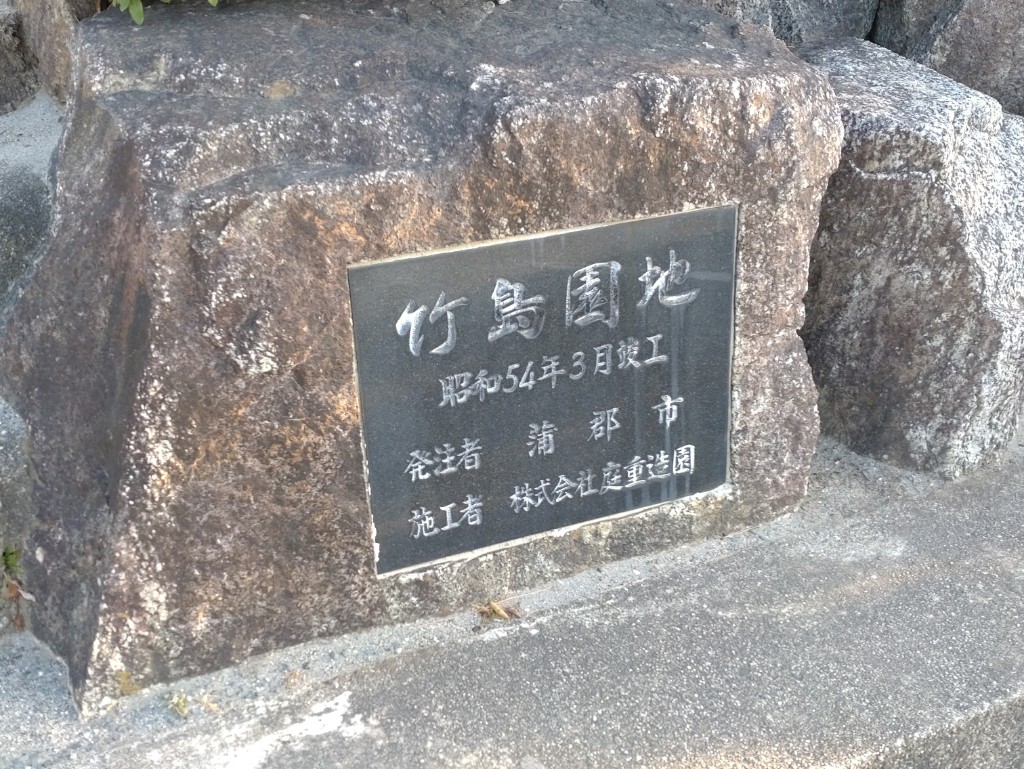 竹島園地
昭和54年3月竣工
発注者 蒲郡市
施工者 株式会社庭重造園